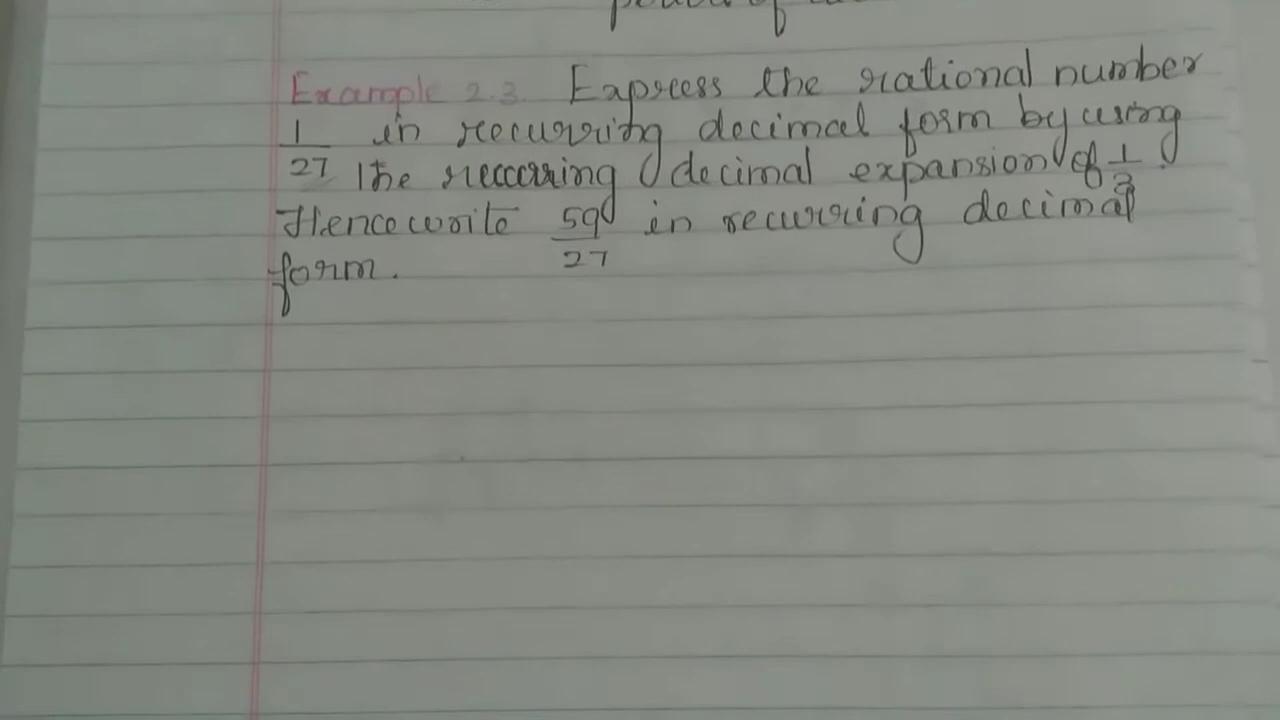 Example 2.3. Express the rational number
1/27 in recurring decimal form by using
the reccurring decimal expansion of 1/3.
Hence write 59/27 in recurring decimal
form.